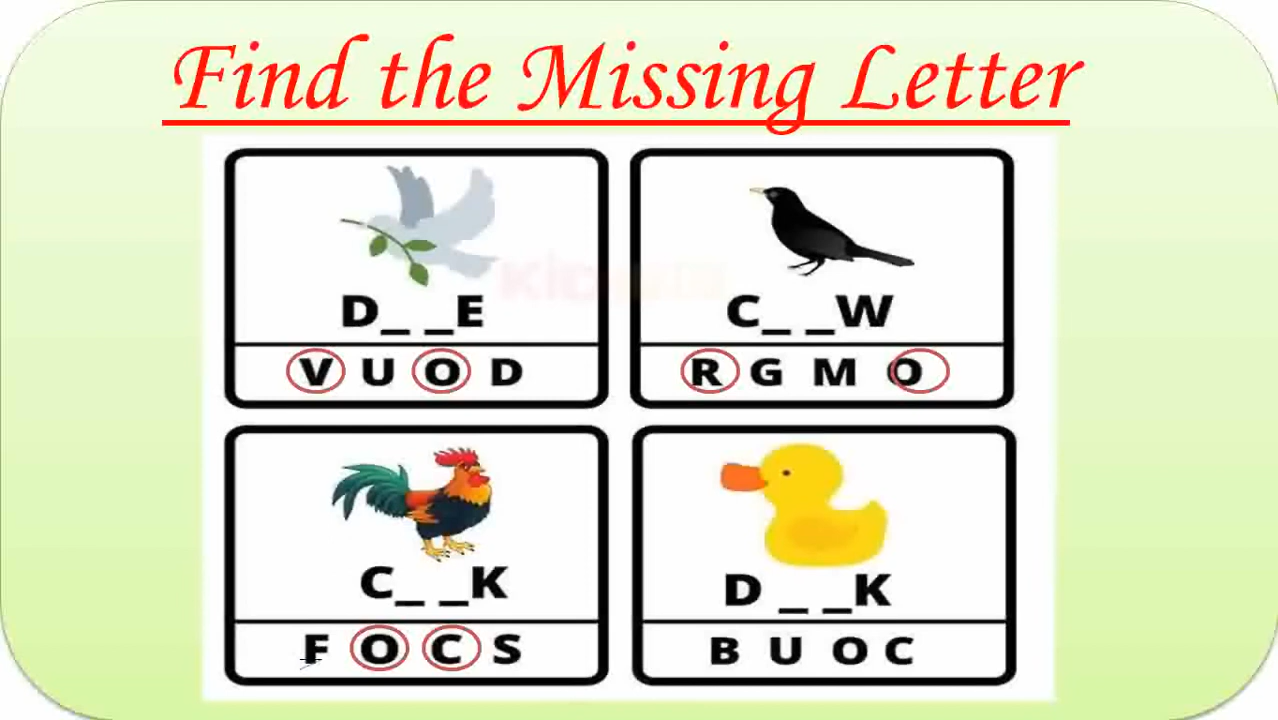 Find the Missing Letter
D_ _E
V U O D
C_ _W
R G M O
C_ _K
F O C S
D _ _K
B U O C